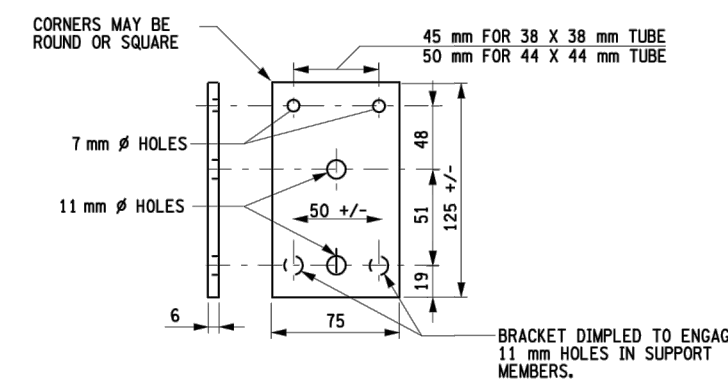 CORNERS MAY BE
ROUND OR SQUARE
45 mm FOR 38 X 38 mm TUBE
50 mm FOR 44 X 44 mm TUBE
7 mm Ø HOLES
48
11 mm Ø HOLES
50 +/-
51
125 +/-
19
6
75
BRACKET DIMPLED TO ENGAG
11 mm HOLES IN SUPPORT
MEMBERS.